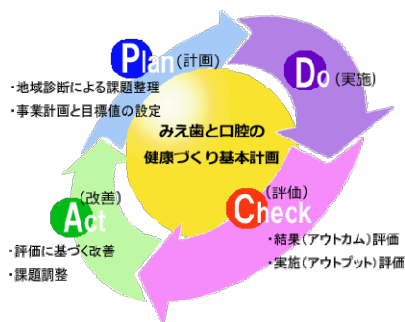 Plan(計画)
・地域診断による課題整理
・事業計画と目標値の設定
Do(実施)
みえ歯と口腔の
健康づくり基本計画
(評価)
Check
・結果(アウトカム)評価
・実施(アウトプット)評価
(改善)
Act
・評価に基づく改善
・課題調整